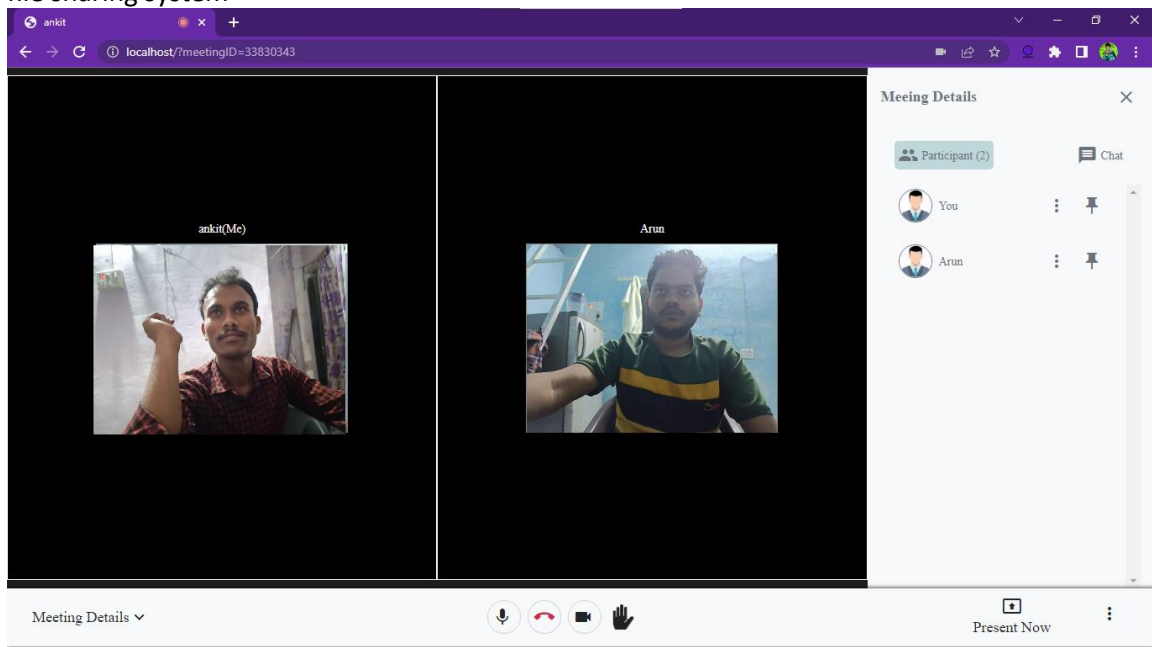 file sharing system
ankit
localhost/?meetingID=33830343
Meeing Details
Participant (2)
Chat
You
Arun
ankit(Me)
Arun
Meeting Details
Present Now